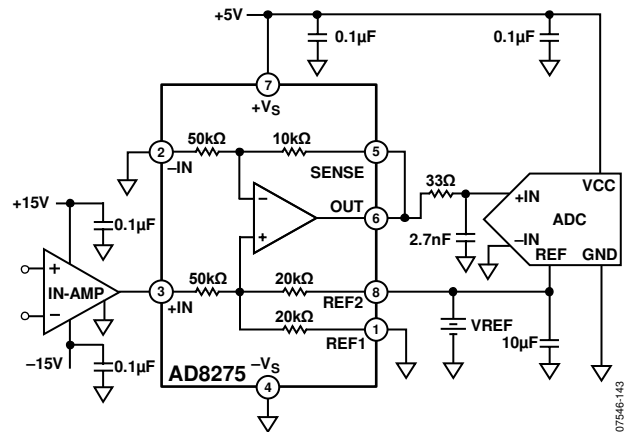 +5V
0.1µF
0.1µF
7
+VS
50kΩ
10kΩ
2
–IN
5
SENSE
33Ω
VCC
+IN
ADC
OUT
6
–
+
+15V
0.1µF
2.7nF
–IN
REF
GND
+
IN-AMP
–
3
+IN
50kΩ
20kΩ
REF2
8
20kΩ
REF1
1
VREF
10µF
–15V
0.1µF
AD8275
–VS
4
07546-143